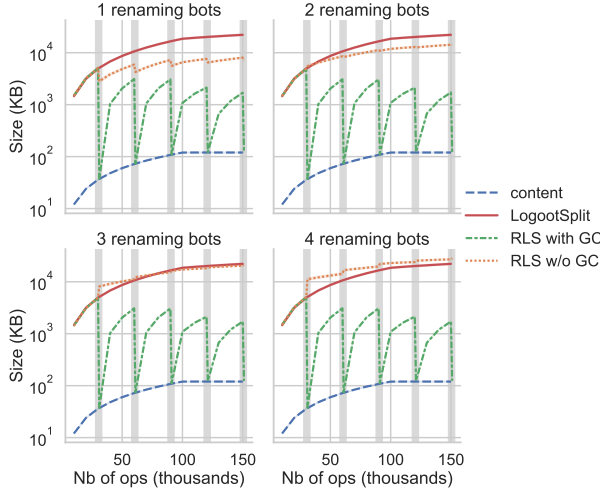 1 renaming bots
2 renaming bots
Size (KB)
10^4
10^3
10^2
10^1
content
LogootSplit
RLS with GC
RLS w/o GC
3 renaming bots
4 renaming bots
Size (KB)
10^4
10^3
10^2
10^1
50 100 150
50 100 150
Nb of ops (thousands)
Nb of ops (thousands)